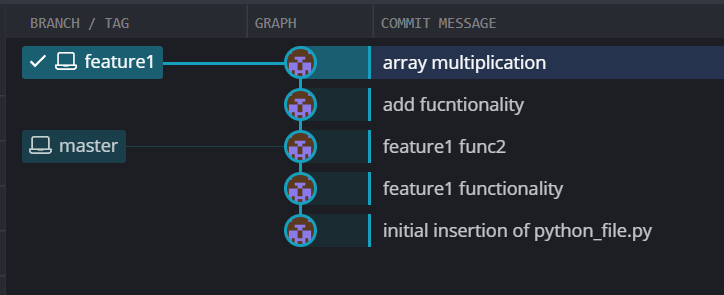 BRANCH / TAG GRAPH COMMIT MESSAGE
feature1 array multiplication
add fucntionality
master feature1 func2
feature1 functionality
initial insertion of python_file.py